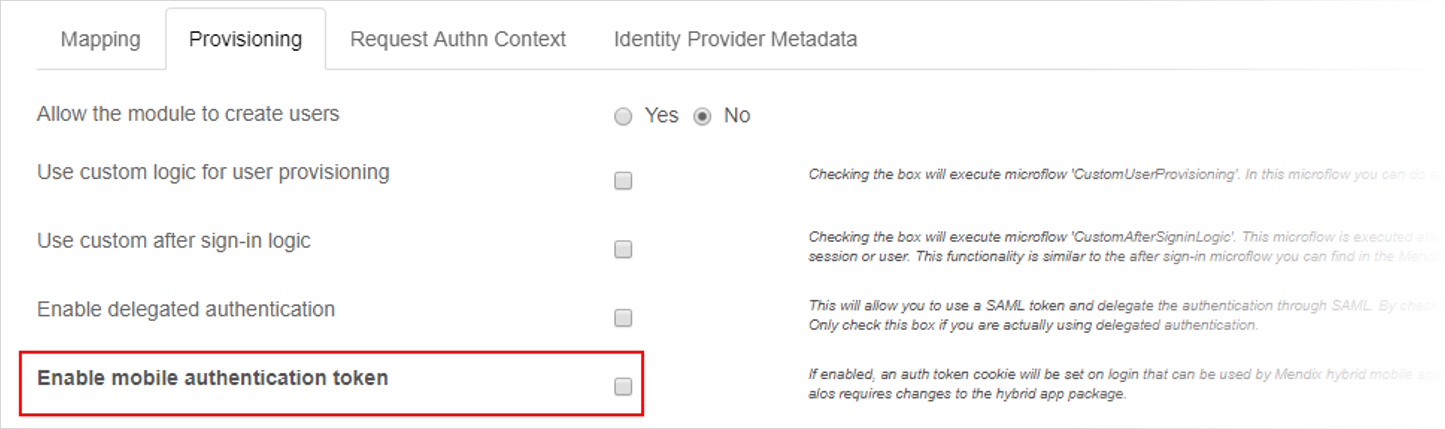 Mapping Provisioning Request Authn Context Identity Provider Metadata
Allow the module to create users Yes No
Use custom logic for user provisioning
Checking the box will execute microflow 'CustomUserProvisioning'. In this microflow you can do
Use custom after sign-in logic
Checking the box will execute microflow 'CustomAfterSigninLogic'. This microflow is executed
session or user. This functionality is similar to the after sign-in microflow you can find in the
Enable delegated authentication
This will allow you to use a SAML token and delegate the authentication through SAML. By
Only check this box if you are actually using delegated authentication.
Enable mobile authentication token
If enabled, an auth token cookie will be set on login that can be used by Mendix hybrid mobile
alos requires changes to the hybrid app package.